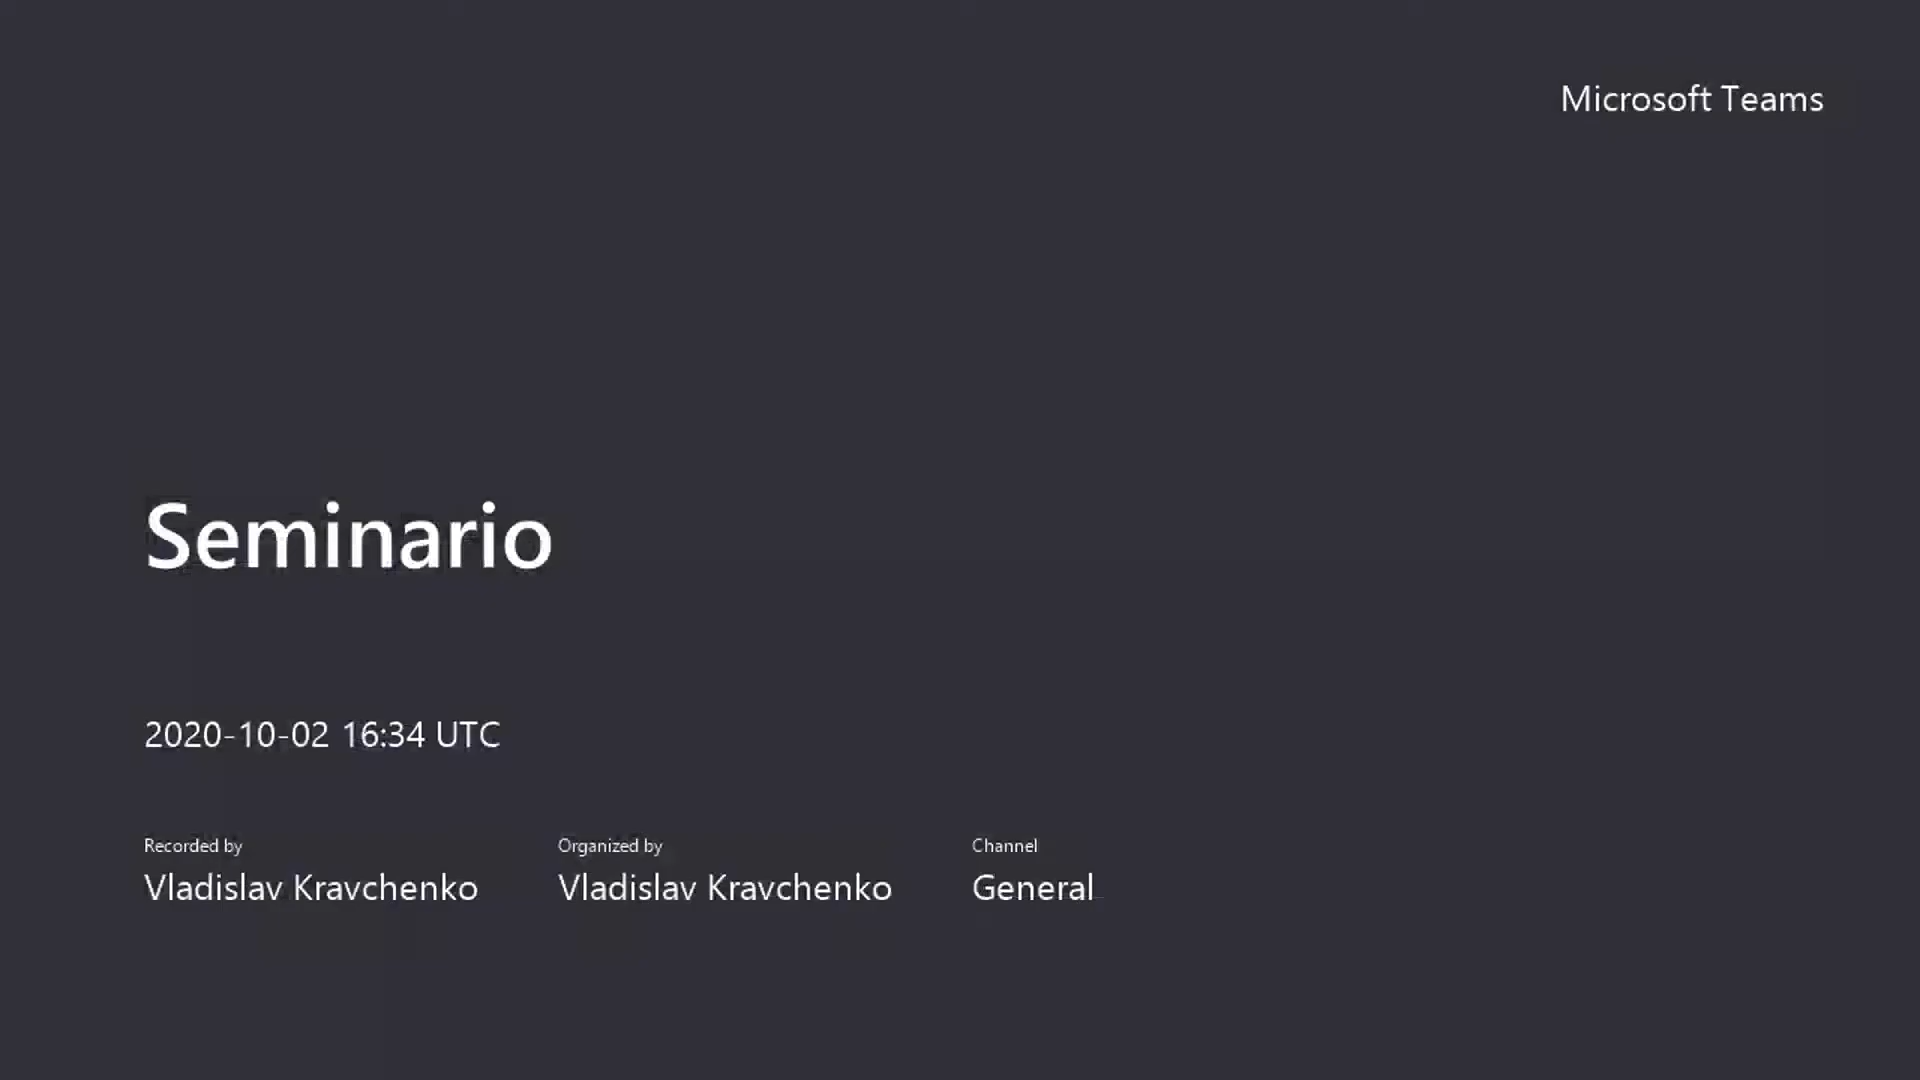 Microsoft Teams
Seminario
2020-10-02 16:34 UTC
Recorded by
Vladislav Kravchenko
Organized by
Vladislav Kravchenko
Channel
General